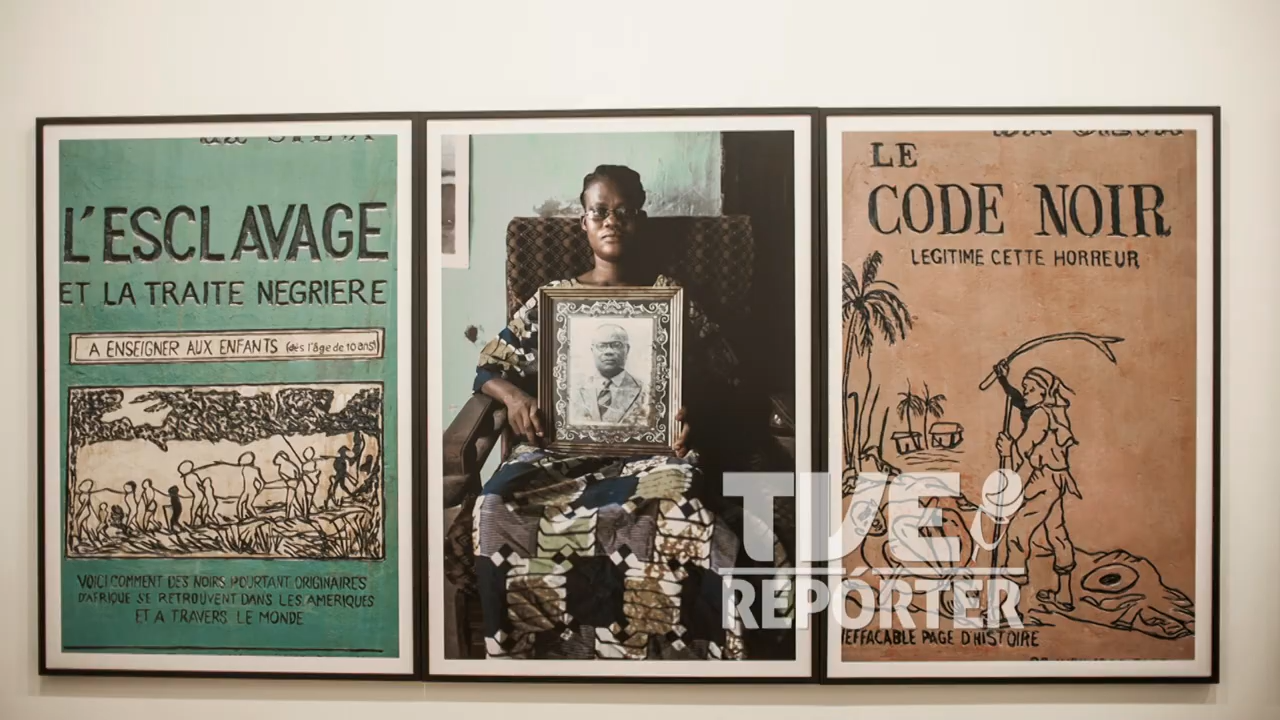 L'ESCLAVAGE
ET LA TRAITE NEGRIERE
A ENSEIGNER AUX ENFANTS (dès l'âge de 10 ans)
VOICI COMMENT DES NOIRS POURTANT ORIGINAIRES
D'AFRIQUE SE RETROUVENT DANS LES AMERIQUES
ET A TRAVERS LE MONDE
LE
CODE NOIR
LEGITIME CETTE HORREUR
INEFFACABLE PAGE D'HISTOIRE
TVE
REPÓRTER